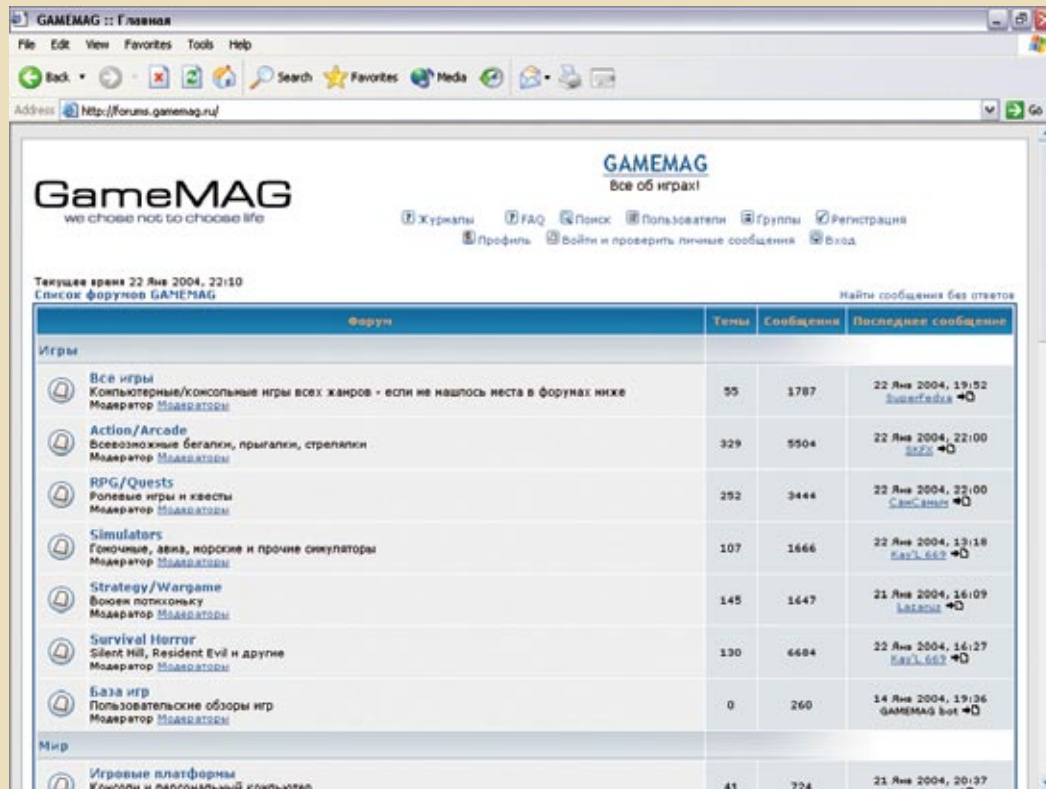 GAMEMAG :: Главная
File Edit View Favorites Tools Help
Back Search Favorites Media
Address http://forums.gamemag.ru/ Go
GameMAG
we chose not to choose life
GAMEMAG
Все об играх!
Журналы FAQ Поиск Пользователи Группы Регистрация
Профиль Войти и проверить личные сообщения Вход
Текущее время 22 Янв 2004, 22:10
Список форумов GAMEMAG Найти сообщения без ответов
Форум Темы Сообщения Последнее сообщение
Игры
Все игры
Компьютерные/консольные игры всех жанров - если не нашлось места в форумах ниже
Модератор Модераторы
55 1787 22 Янв 2004, 19:52
SuperFedya
Action/Arcade
Всевозможные бегалки, прыгалки, стрелялки
Модератор Модераторы
329 5504 22 Янв 2004, 22:00
SKFX
RPG/Quests
Ролевые игры и квесты
Модератор Модераторы
252 3444 22 Янв 2004, 22:00
СанСаныч
Simulators
Гоночные, авиа, морские и прочие симуляторы
Модератор Модераторы
107 1666 22 Янв 2004, 13:18
Kay'L 669
Strategy/Wargame
Воюем потихоньку
Модератор Модераторы
145 1647 21 Янв 2004, 16:09
Lazarus
Survival Horror
Silent Hill, Resident Evil и другие
Модератор Модераторы
130 6684 22 Янв 2004, 16:27
Kay'L 669
База игр
Пользовательские обзоры игр
Модератор Модераторы
0 260 14 Янв 2004, 19:36
GAMEMAG bot
Мир
Игровые платформы
Консоли и персональный компьютер
41 724 21 Янв 2004, 20:37